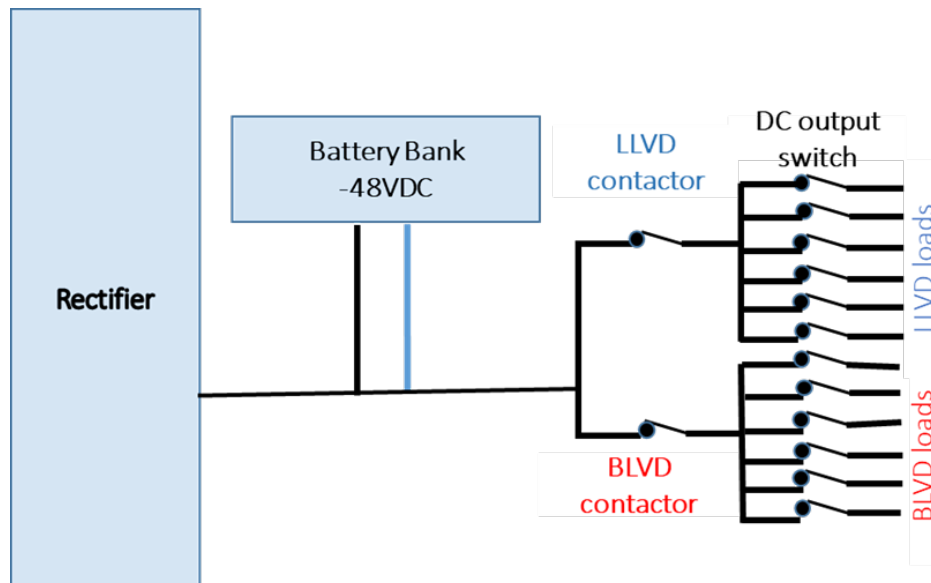 Rectifier
Battery Bank
-48VDC
LLVD
contactor
DC output
switch
LLVD loads
BLVD
contactor
BLVD loads